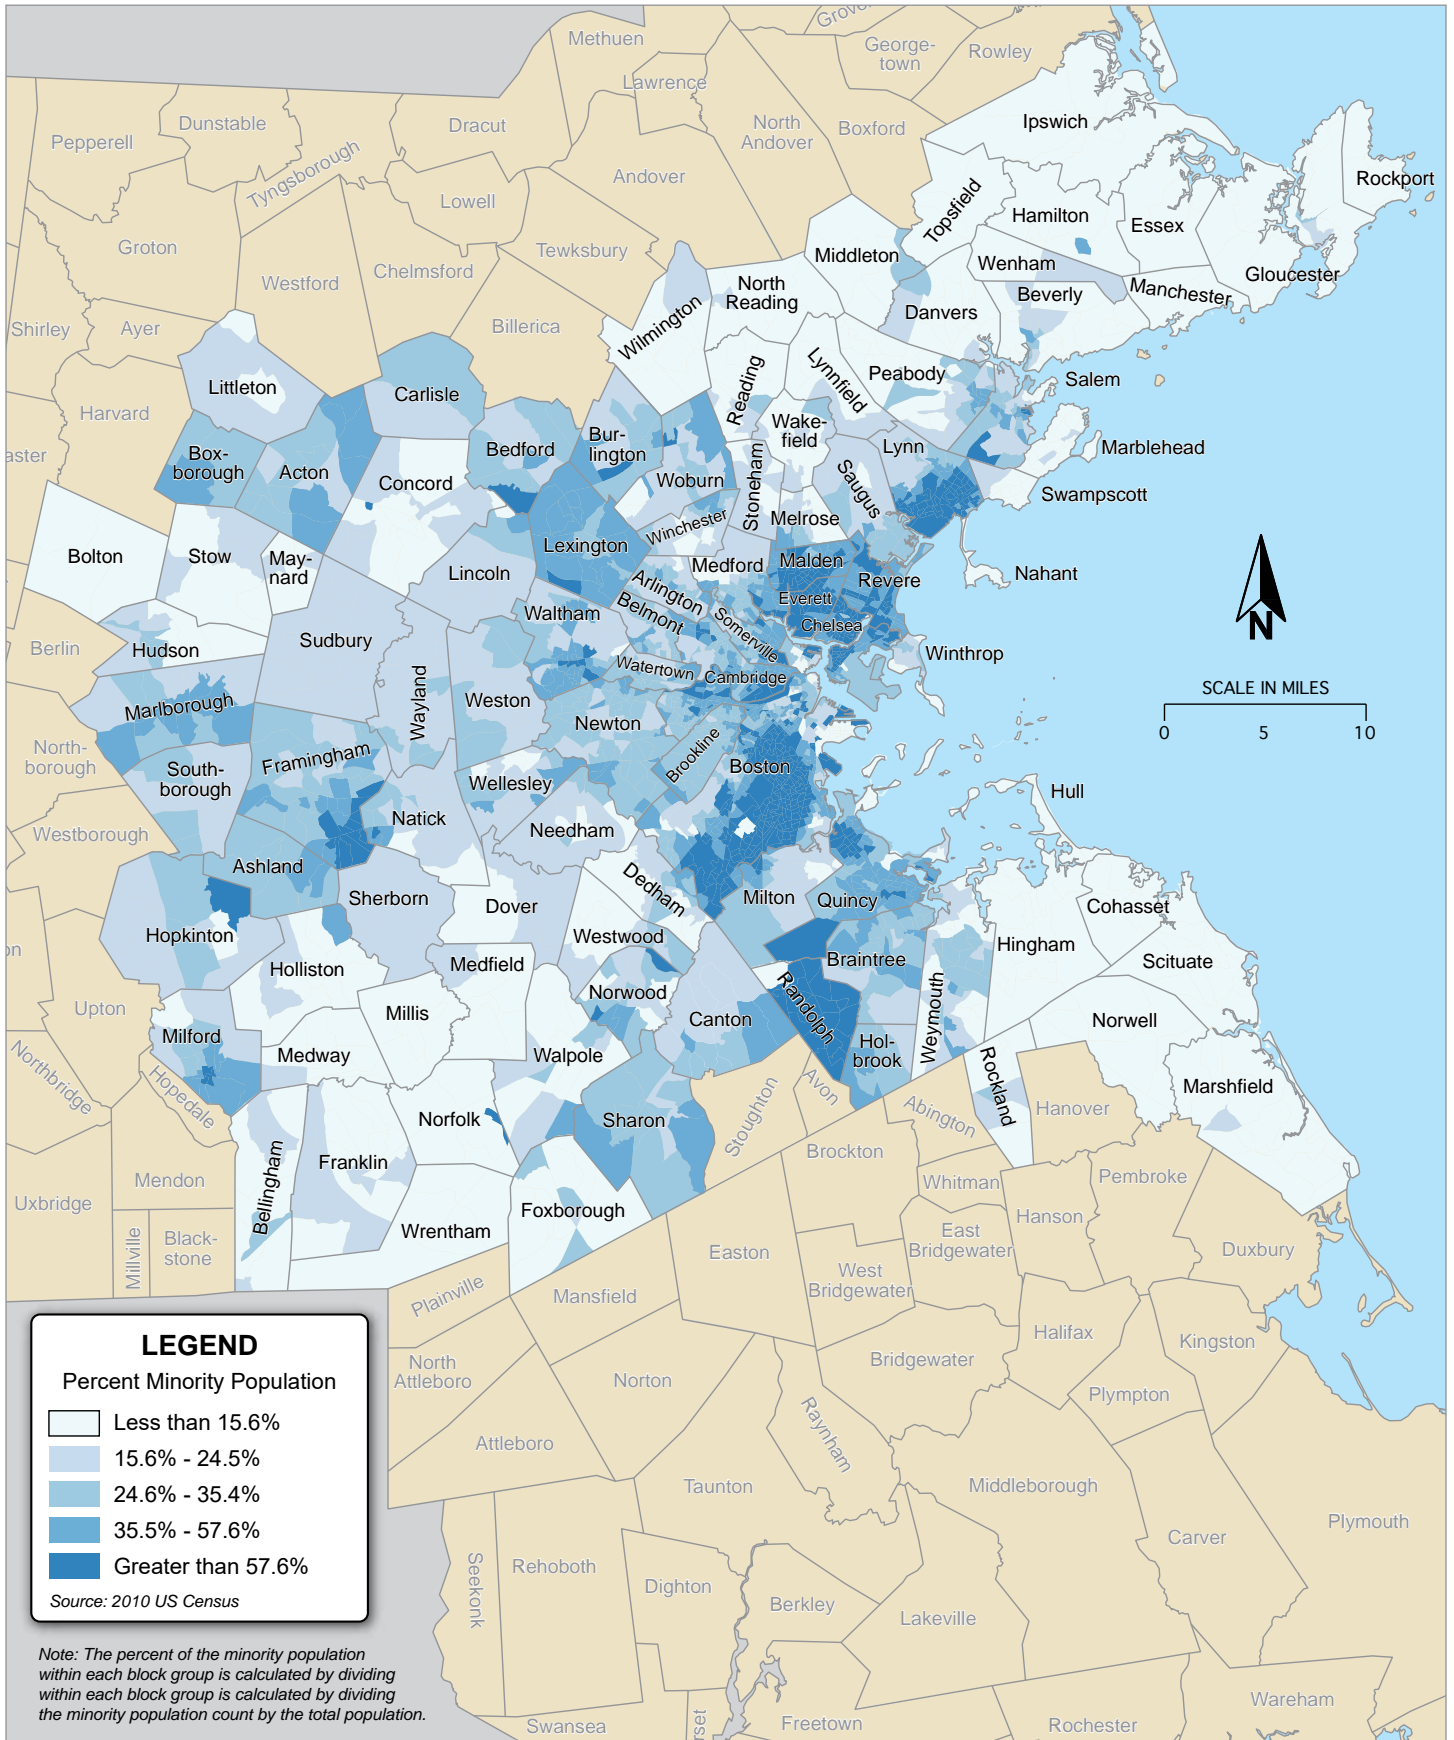 Grove
Methuen
George-
town
Rowley
Lawrence
Pepperell
Dunstable
Dracut
North
Andover
Boxford
Ipswich
Tyngsborough
Andover
Rockport
Lowell
Topsfield
Hamilton
Essex
Groton
Tewksbury
Middleton
Westford
Chelmsford
Wenham
Gloucester
North
Reading
Beverly
Manchester
Shirley
Ayer
Billerica
Wilmington
Danvers
Littleton
Carlisle
Reading
Lynnfield
Peabody
Salem
Harvard
Wake-
field
Bur-
lington
Bedford
Lynn
Marblehead
aster
Box-
borough
Acton
Concord
Woburn
Stoneham
Saugus
Swampscott
Winchester
Melrose
Bolton
Stow
May-
nard
Lexington
Medford
Malden
Revere
Nahant
Lincoln
Arlington
Everett
Waltham
Belmont
Somerville
Chelsea
N
Berlin
Hudson
Sudbury
Winthrop
Watertown
Cambridge
Marlborough
Wayland
Weston
Newton
SCALE IN MILES
0 5 10
North-
borough
Framingham
Brookline
South-
borough
Wellesley
Boston
Hull
Westborough
Natick
Needham
Ashland
Dedham
Sherborn
Dover
Milton
Quincy
Cohasset
Hopkinton
Westwood
Hingham
on
Holliston
Medfield
Braintree
Scituate
Norwood
Randolph
Weymouth
Upton
Millis
Canton
Norwell
Milford
Medway
Walpole
Hol-
brook
Northbridge
Hopedale
Rockland
Marshfield
Norfolk
Sharon
Stoughton
Avon
Abington
Hanover
Bellingham
Franklin
Brockton
Mendon
Whitman
Pembroke
Uxbridge
Foxborough
Wrentham
Hanson
Millville
Black-
stone
Easton
East
Bridgewater
Duxbury
West
Bridgewater
Plainville
Mansfield
Halifax
Kingston
North
Attleboro
Norton
Bridgewater
Plympton
Raynham
Attleboro
Taunton
Middleborough
Carver
Plymouth
Seekonk
Rehoboth
Dighton
Berkley
Lakeville
Wareham
Swansea
rset
Freetown
Rochester
LEGEND
Percent Minority Population
Less than 15.6%
15.6% - 24.5%
24.6% - 35.4%
35.5% - 57.6%
Greater than 57.6%
Source: 2010 US Census
Note: The percent of the minority population
within each block group is calculated by dividing
within each block group is calculated by dividing
the minority population count by the total population.